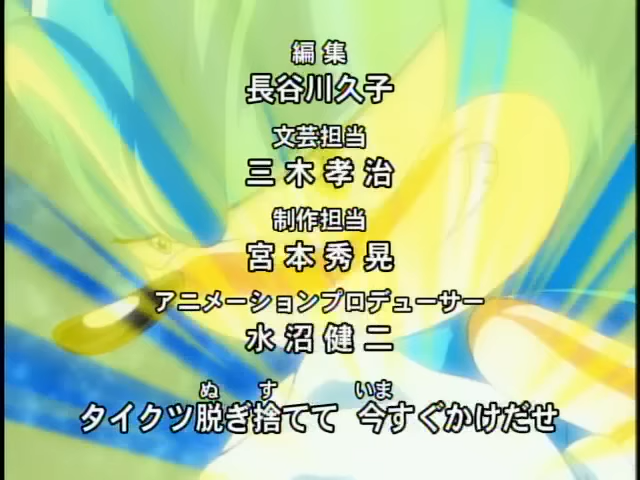 編集
長谷川久子
文芸担当
三木孝治
制作担当
宮本秀晃
アニメーションプロデューサー
水沼健二
ぬ す いま
タイクツ脱ぎ捨てて 今すぐかけだせ